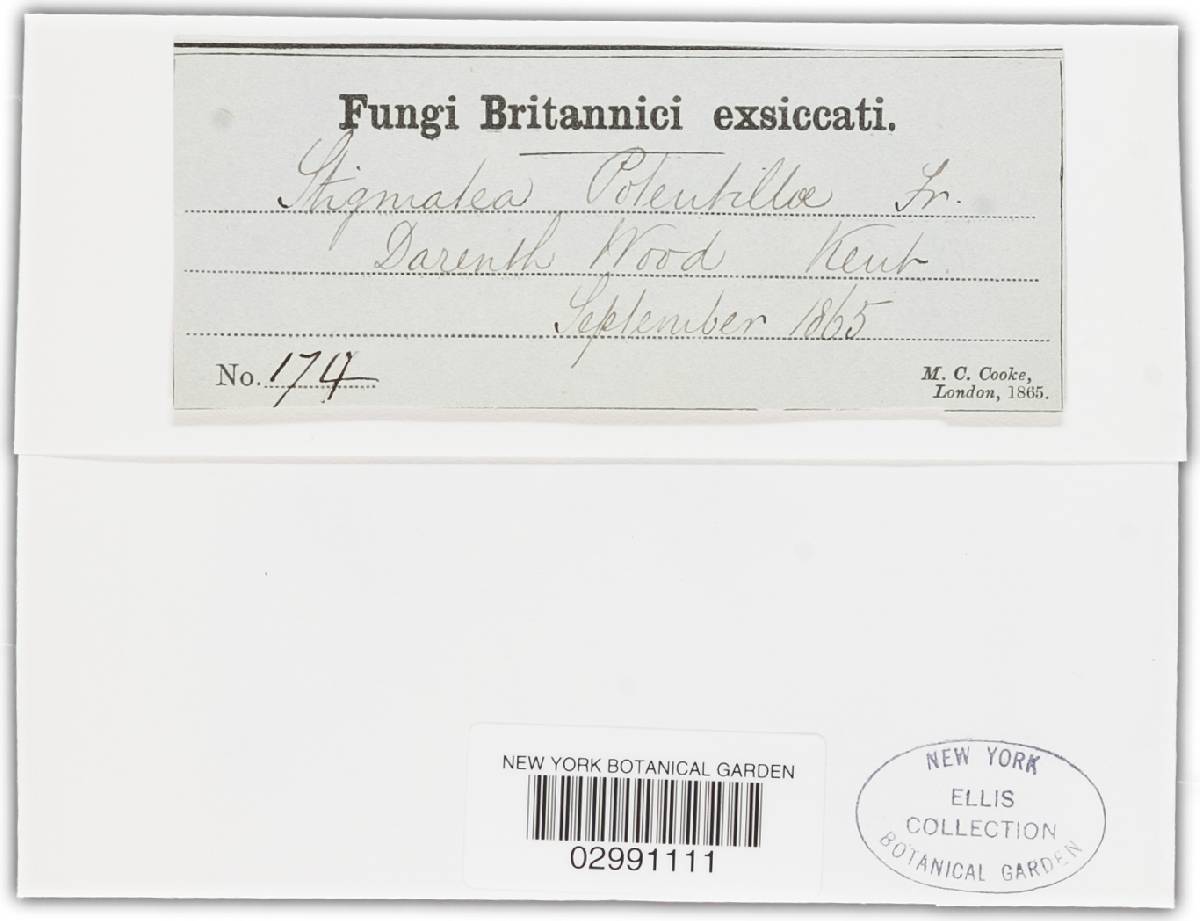 Fungi Britannici exsiccati.
Stigmatea Potentillæ Fr.
Darenth Wood Kent
September 1865
No. 174
M. C. Cooke,
London, 1865.
NEW YORK BOTANICAL GARDEN
02991111
NEW YORK
ELLIS
COLLECTION
BOTANICAL GARDEN